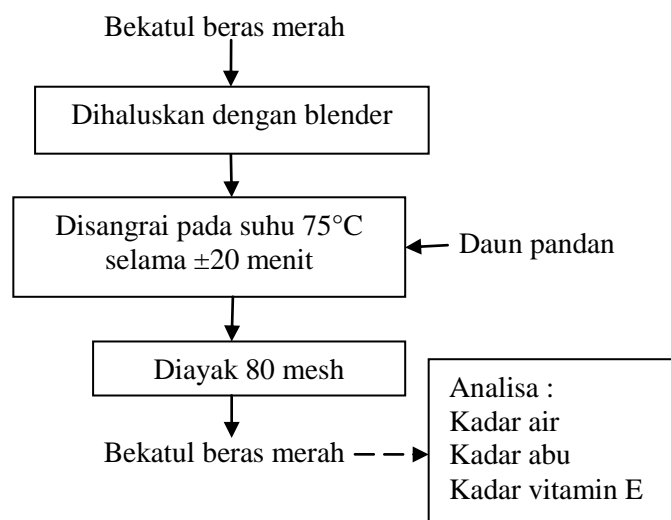 Bekatul beras merah
Dihaluskan dengan blender
Disangrai pada suhu 75°C
selama ±20 menit
Daun pandan
Diayak 80 mesh
Bekatul beras merah
Analisa :
Kadar air
Kadar abu
Kadar vitamin E